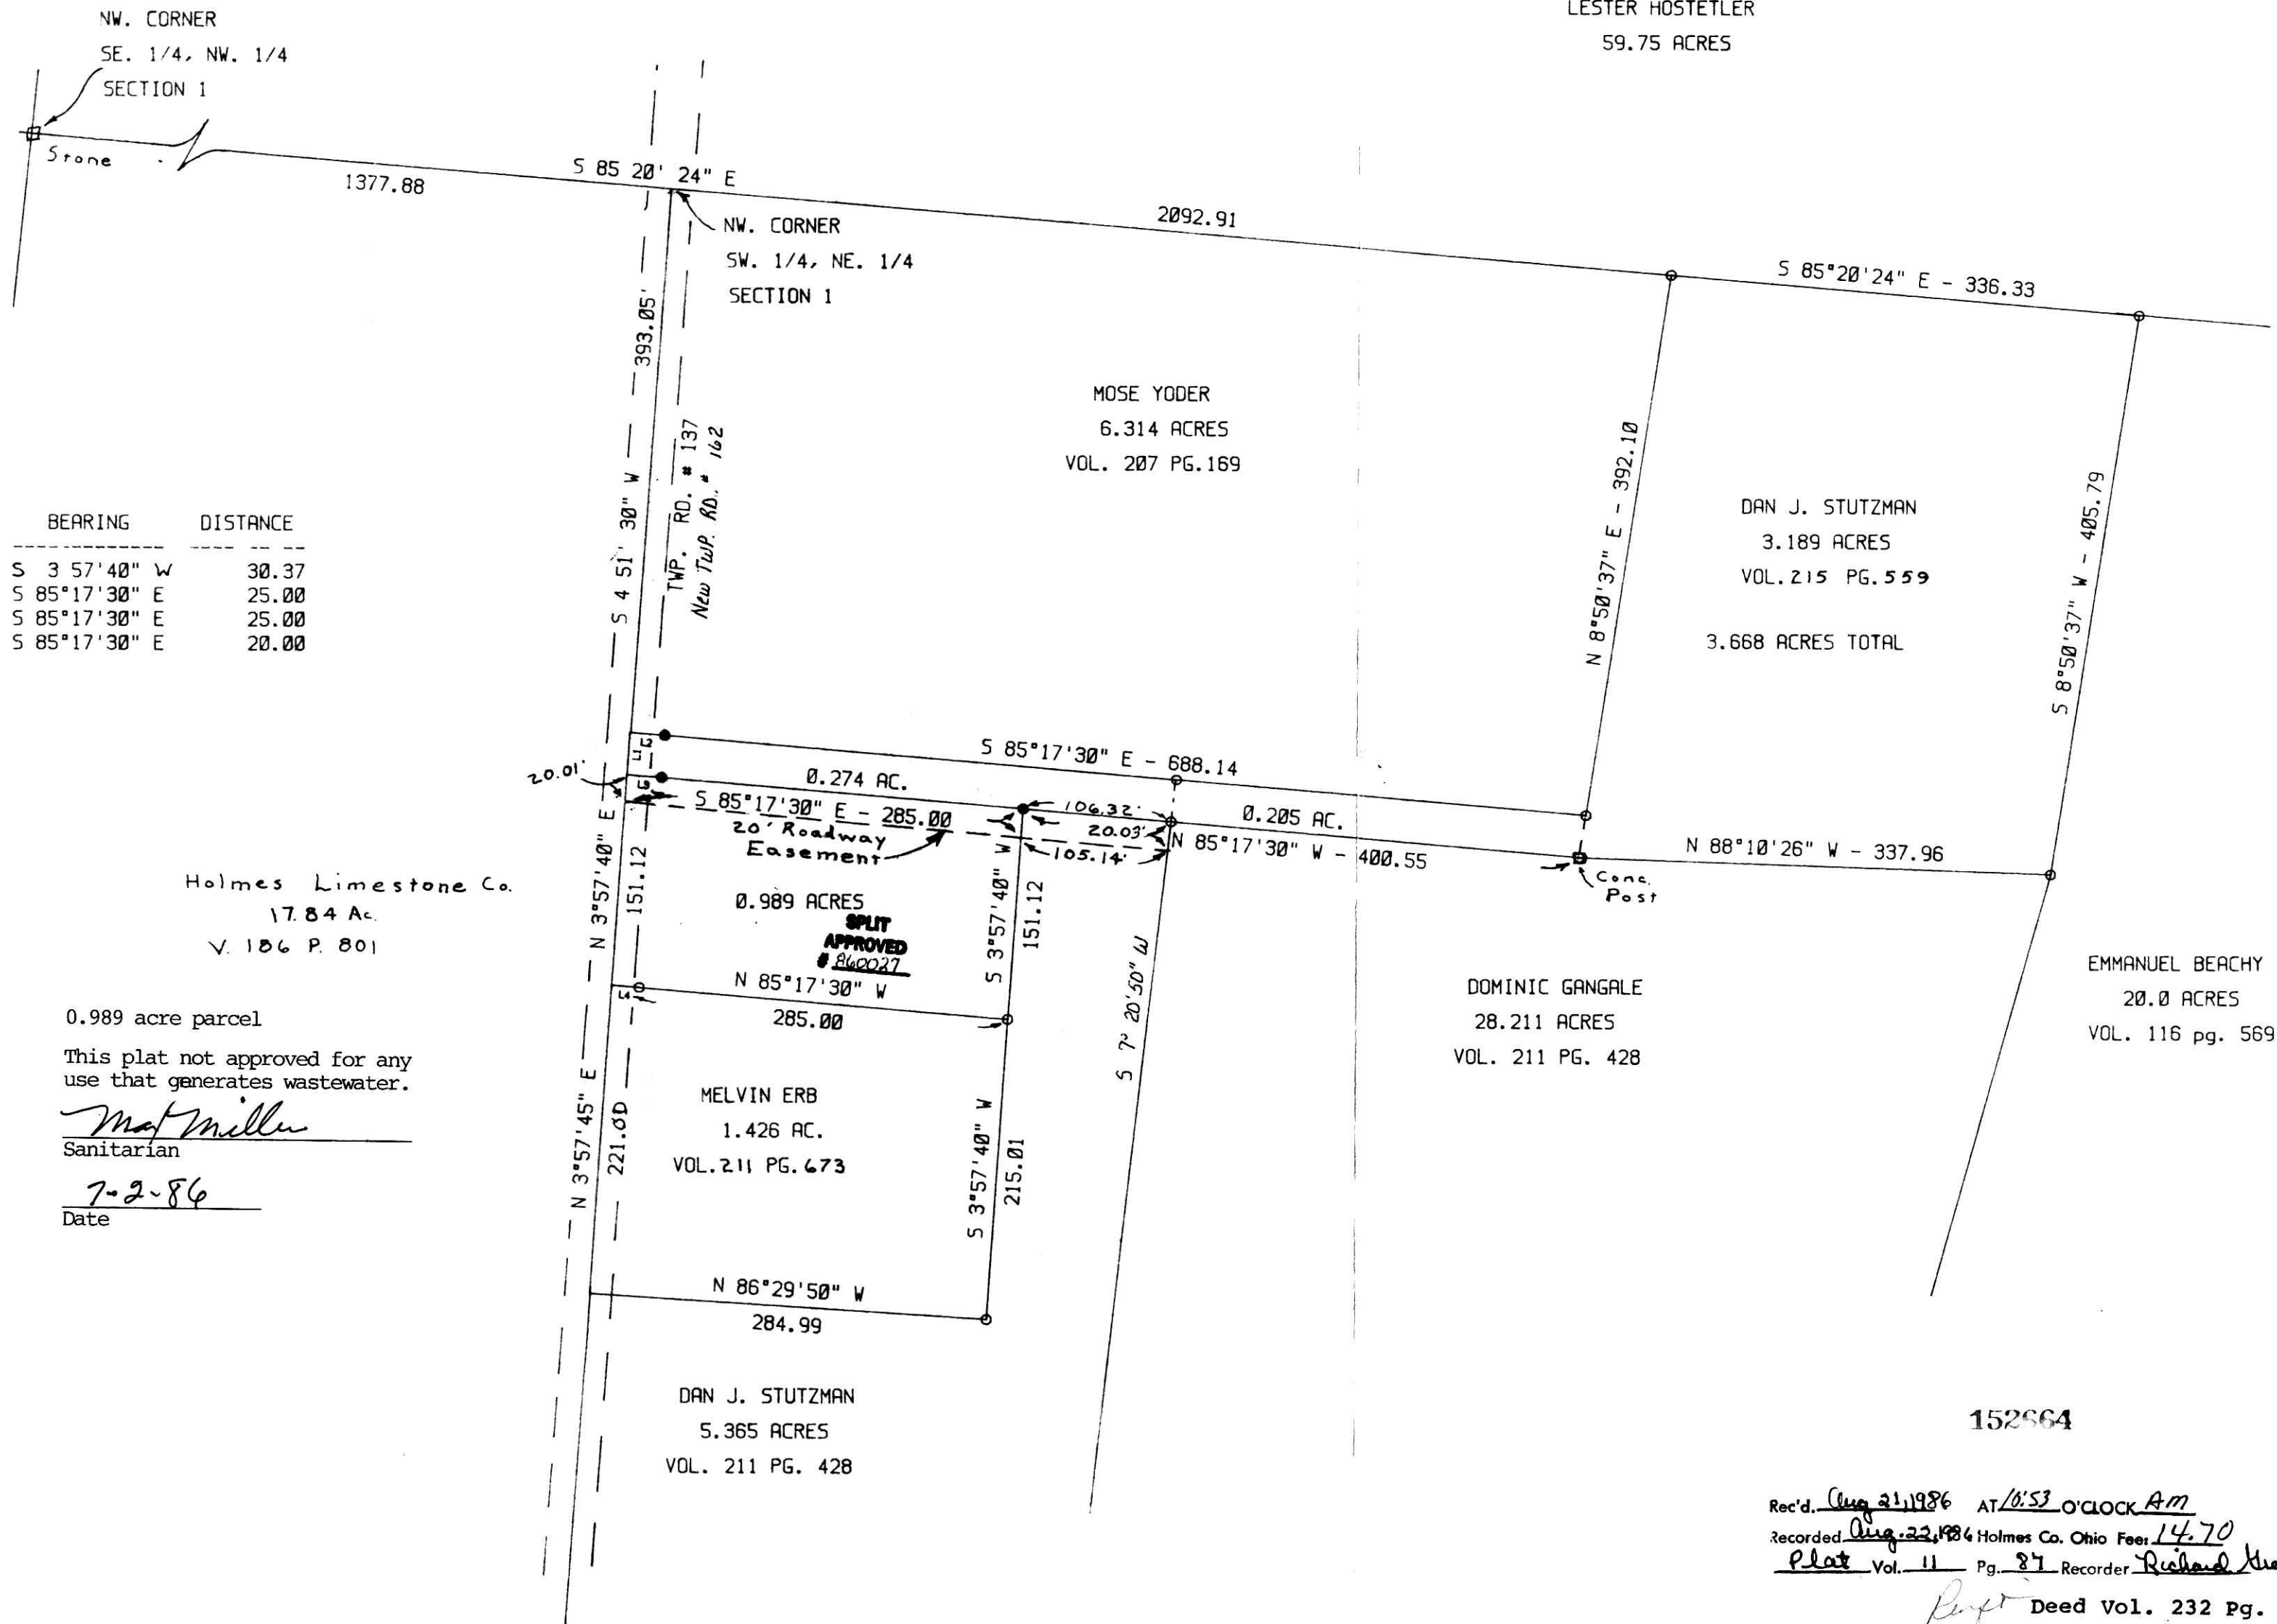 NW. CORNER
SE. 1/4, NW. 1/4
SECTION 1
Stone
1377.88
S 85 20' 24" E
LESTER HOSTETLER
59.75 ACRES
NW. CORNER
SW. 1/4, NE. 1/4
SECTION 1
2092.91
S 85°20'24" E - 336.33
S 4 51' 30" W
393.05'
TWP. RD. # 137
New TWP. RD. # 162
MOSE YODER
6.314 ACRES
VOL. 207 PG.169
N 8°50'37" E - 392.10
DAN J. STUTZMAN
3.189 ACRES
VOL. 215 PG. 559
3.668 ACRES TOTAL
S 8°50'37" W - 405.79
BEARING DISTANCE
S 3 57'40" W 30.37
S 85°17'30" E 25.00
S 85°17'30" E 25.00
S 85°17'30" E 20.00
L1
L2
L3
L4
20.01'
S 85°17'30" E - 688.14
0.274 AC.
S 85°17'30" E - 285.00
20' Roadway
Easement
106.32'
20.03'
105.14'
0.205 AC.
N 85°17'30" W - 400.55
N 88°10'26" W - 337.96
Conc.
Post
N 3°57'40" E
151.12
0.989 ACRES
SPLIT
APPROVED
# 860027
S 3°57'40" W
151.12
N 85°17'30" W
285.00
Holmes Limestone Co.
17.84 Ac.
V. 186 P. 801
0.989 acre parcel
This plat not approved for any
use that generates wastewater.
Sanitarian
7-2-86
Date
N 3°57'45" E
221.00
MELVIN ERB
1.426 AC.
VOL. 211 PG. 673
S 3°57'40" W
215.01
N 86°29'50" W
284.99
S 7° 20' 50" W
DOMINIC GANGALE
28.211 ACRES
VOL. 211 PG. 428
EMMANUEL BEACHY
20.0 ACRES
VOL. 116 pg. 569
DAN J. STUTZMAN
5.365 ACRES
VOL. 211 PG. 428
152664
Rec'd. Aug 21, 1986 AT 10:53 O'CLOCK AM
Recorded Aug. 22, 1986 Holmes Co. Ohio Fee: 14.70
Plat Vol. 11 Pg. 87 Recorder Richard
Deed Vol. 232 Pg.